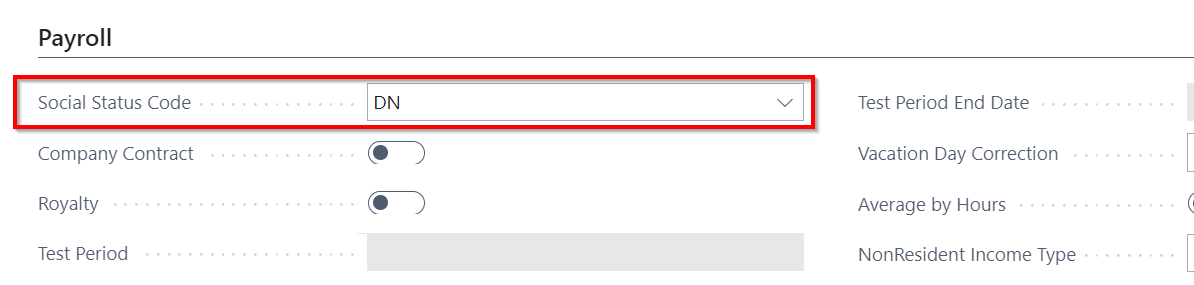 Payroll
Social Status Code DN
Company Contract
Royalty
Test Period
Test Period End Date
Vacation Day Correction
Average by Hours
NonResident Income Type